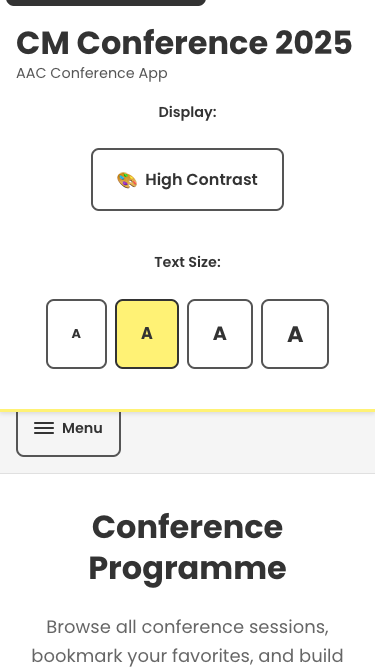 CM Conference 2025
AAC Conference App
Display:
High Contrast
Text Size:
A
A
A
A
Menu
Conference
Programme
Browse all conference sessions,
bookmark your favorites, and build